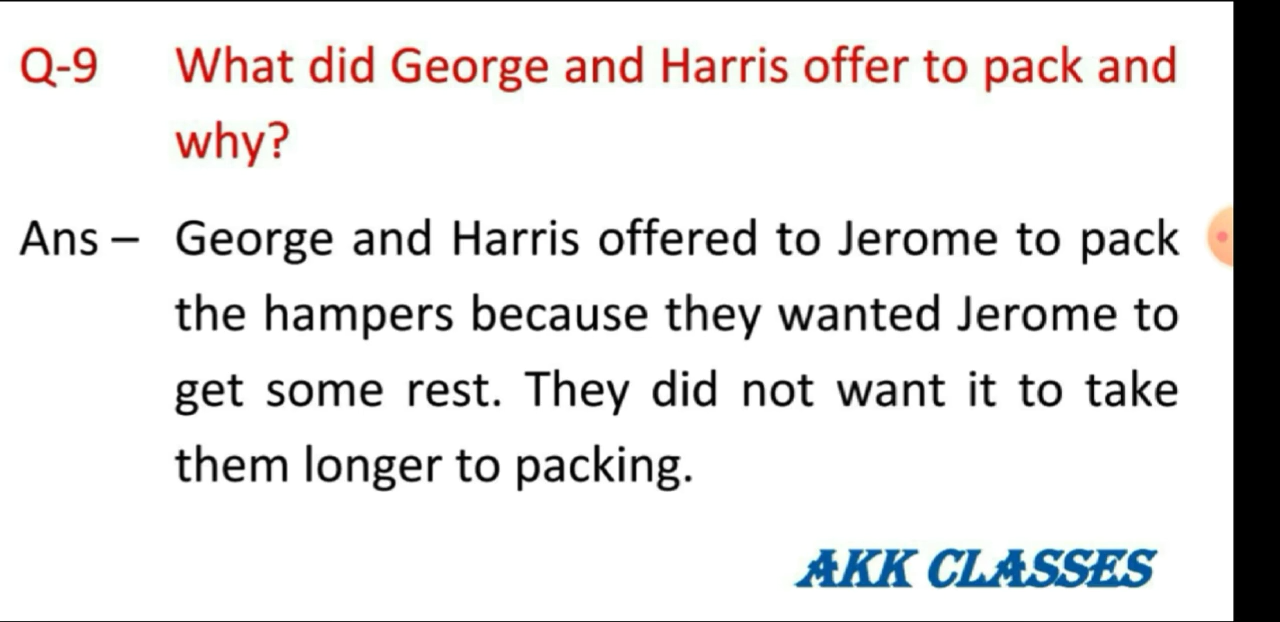 Q-9 What did George and Harris offer to pack and
why?
Ans – George and Harris offered to Jerome to pack
the hampers because they wanted Jerome to
get some rest. They did not want it to take
them longer to packing.
AKK CLASSES